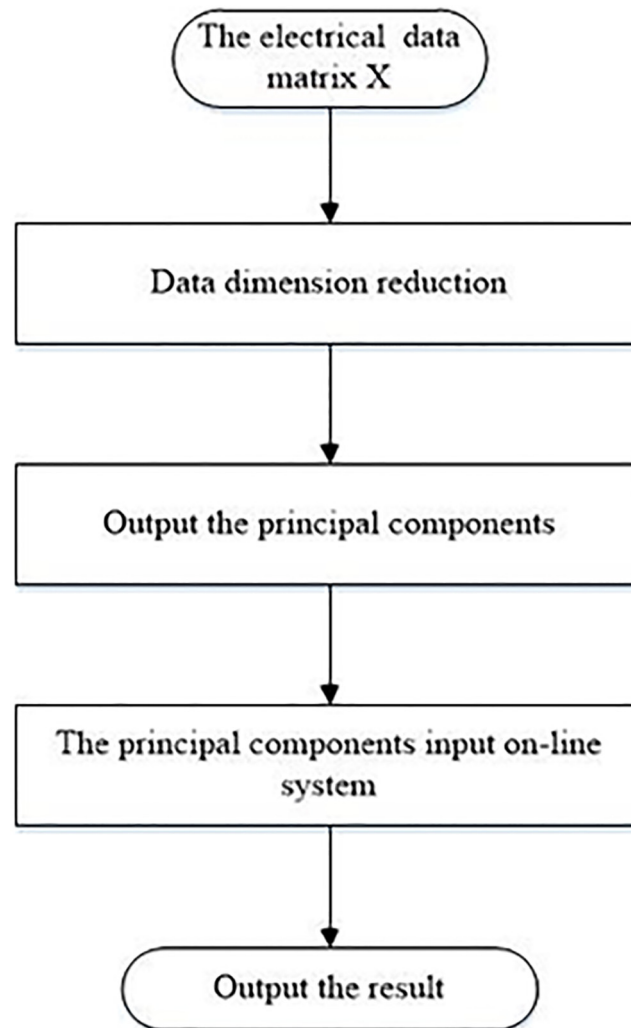 The electrical data
matrix X
Data dimension reduction
Output the principal components
The principal components input on-line
system
Output the result